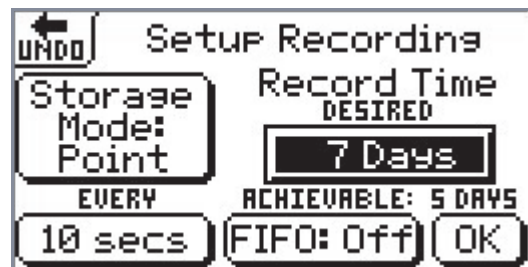 UNDO Setup Recording
Storage Mode: Point
Record Time
DESIRED
7 Days
EVERY
10 secs
ACHIEVABLE: 5 DAYS
FIFO: Off
OK